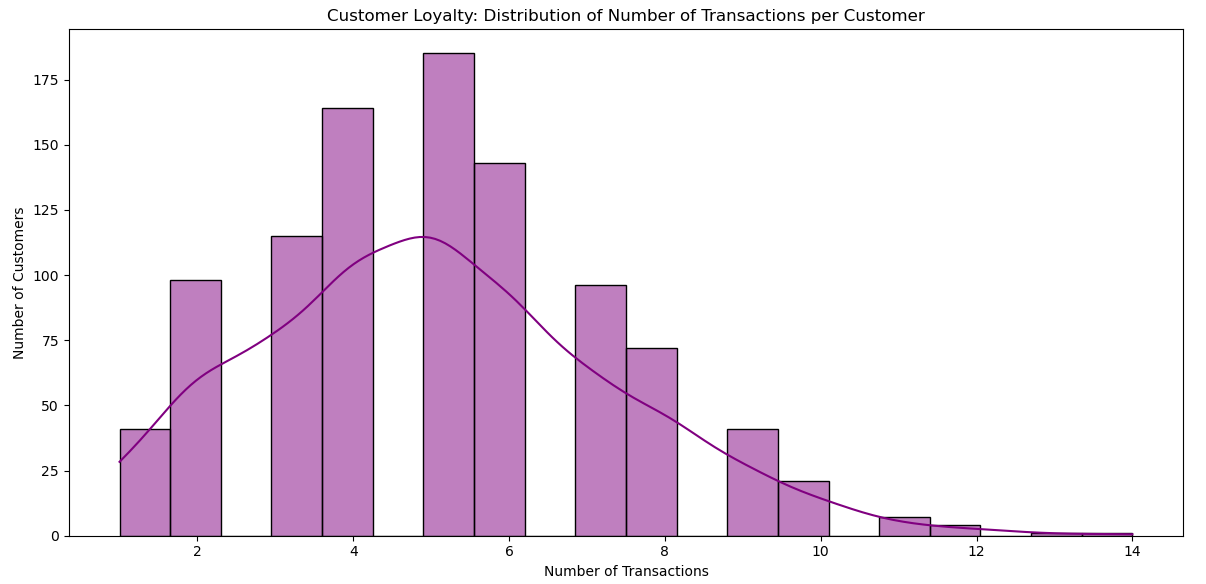 Customer Loyalty: Distribution of Number of Transactions per Customer
Number of Customers
175
150
125
100
75
50
25
0
2 4 6 8 10 12 14
Number of Transactions